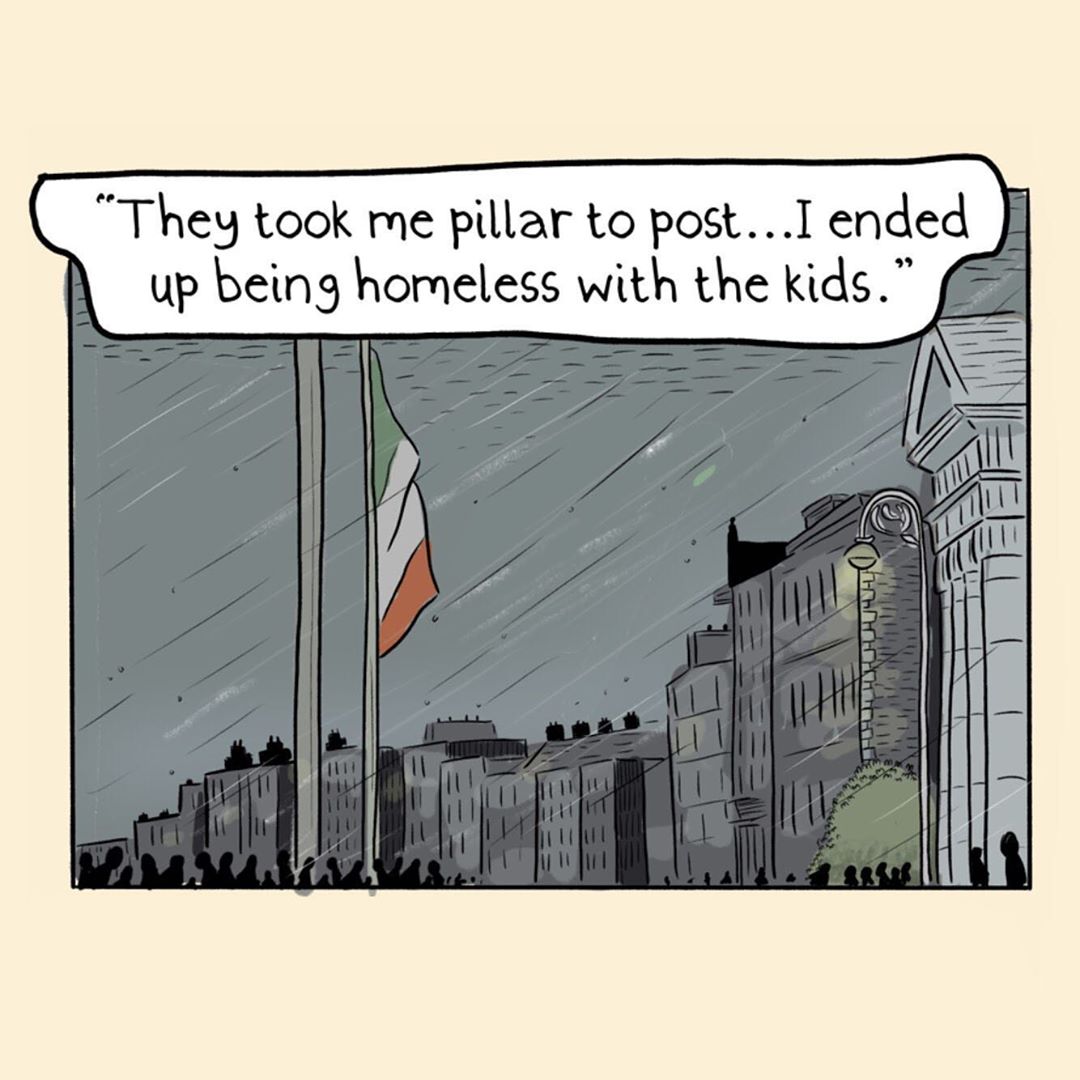 “They took me pillar to post...I ended
up being homeless with the kids.”